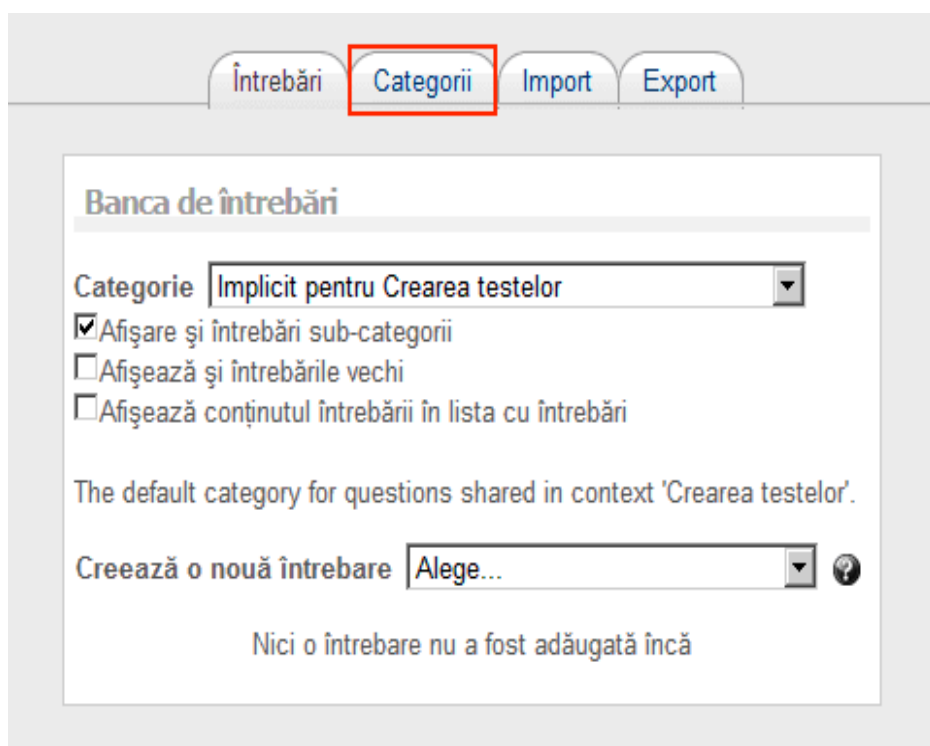 Întrebări Categorii Import Export
Banca de întrebări
Categorie Implicit pentru Crearea testelor
Afişare şi întrebări sub-categorii
Afişează şi întrebările vechi
Afişează conţinutul întrebării în lista cu întrebări
The default category for questions shared in context 'Crearea testelor'.
Creează o nouă întrebare Alege... ?
Nici o întrebare nu a fost adăugată încă